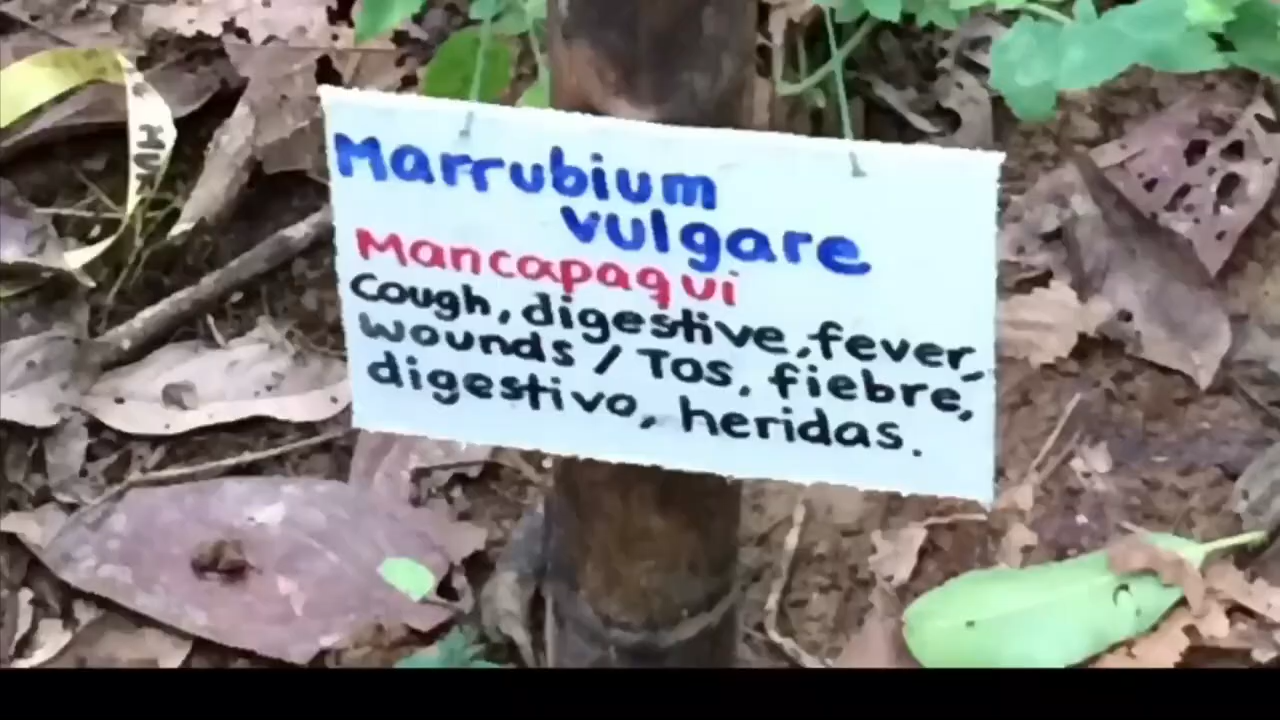 Marrubium
vulgare
Mancapaqui
Cough, digestive, fever,
wounds / Tos, fiebre,
digestivo, heridas.